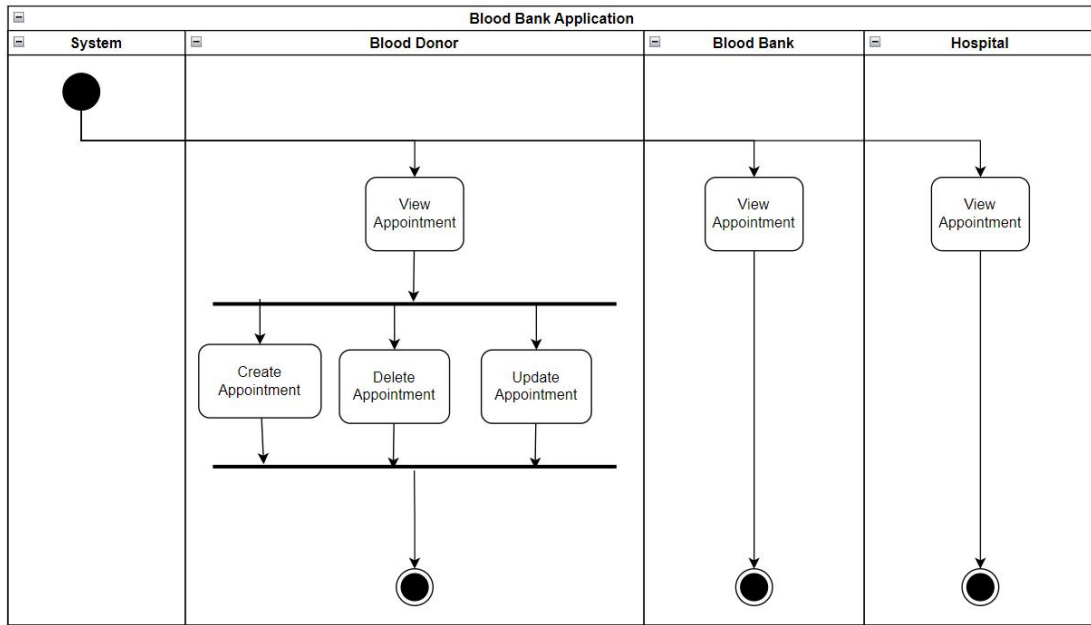 Blood Bank Application
System
Blood Donor
Blood Bank
Hospital
View
Appointment
View
Appointment
View
Appointment
Create
Appointment
Delete
Appointment
Update
Appointment